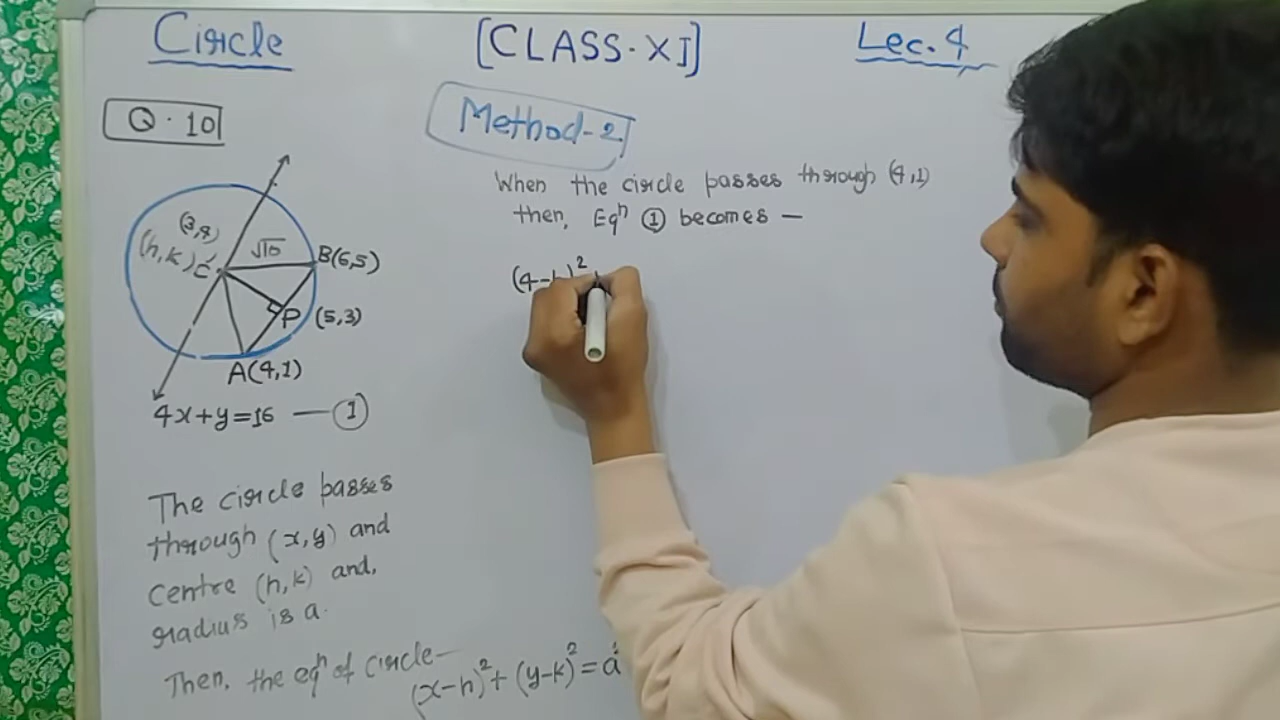 Circle
[CLASS·XI]
Lec. 4
Q·10
Method-2
(3,4)
(h,k) C
√10
B(6,5)
P (5,3)
A(4,1)
4x+y=16 — ①
The circle passes
through (x,y) and
centre (h,k) and,
radius is a.
Then, the eqⁿ of circle—
(x-h)²+(y-k)²=a²
When the circle passes through (4,1)
then, Eqⁿ ① becomes —
(4-h)²+